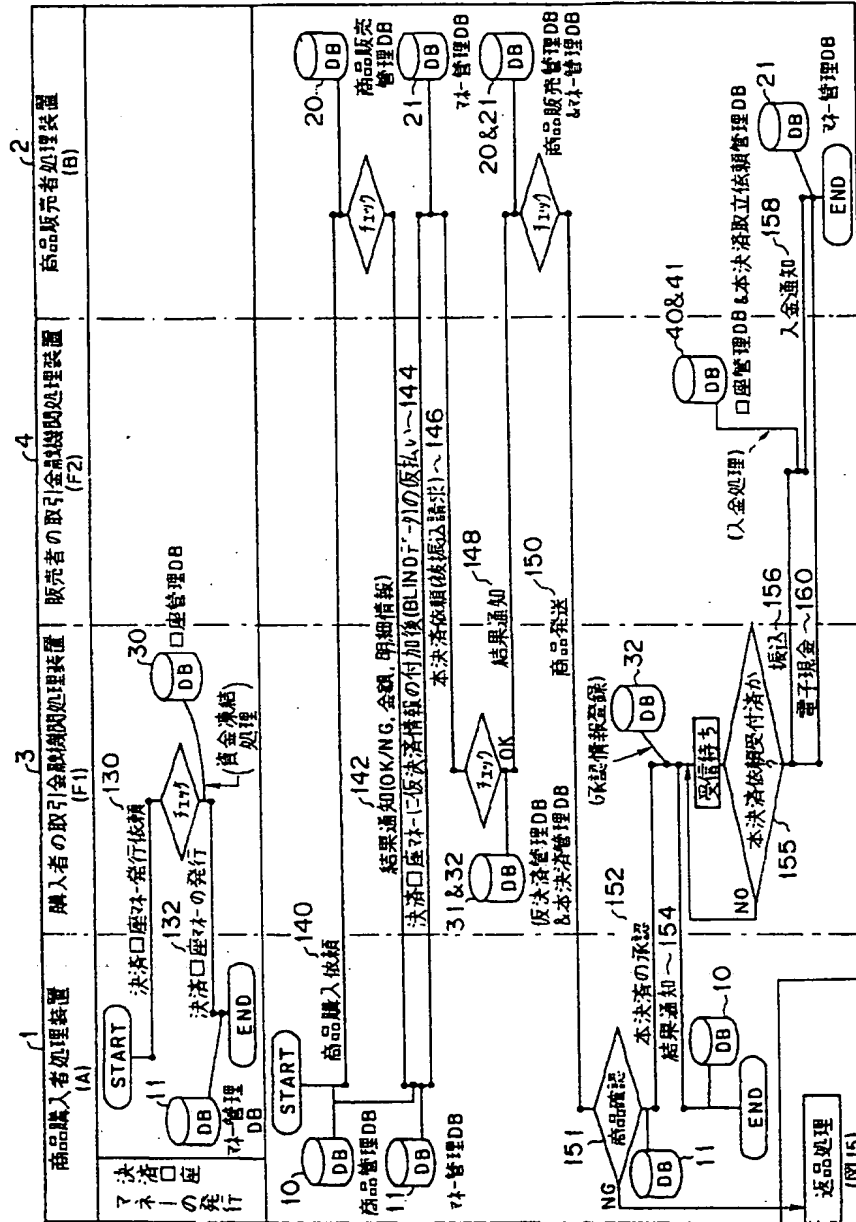 1
商品購入者処理装置
(A)
3
購入者の取引金融機関処理装置
(F1)
4
販売者の取引金融機関処理装置
(F2)
2
商品販売者処理装置
(B)
決済口座
マネーの発行
START
決済口座マネー発行依頼
130
チェック
30
DB
口座管理DB
(資金凍結
処理)
132
決済口座マネーの発行
11
DB
マネー管理
DB
END
START
商品購入依頼
140
10
DB
商品管理DB
20
DB
商品販売
管理DB
チェック
142
結果通知(OK/NG, 金額, 明細情報)
11
DB
マネー管理DB
決済口座マネーに仮決済情報の付加後(BLINDデータ)の仮払い~144
21
DB
マネー管理DB
本決済依頼(被振込請求)~146
チェック
OK
31&32
DB
(仮決済管理DB
&本決済管理DB
148
結果通知
20&21
DB
商品販売管理DB
&マネー管理DB
チェック
150
商品発送
151
商品確認
NG
11
DB
152
本決済の承認
(承認情報登録)
32
DB
結果通知~154
10
DB
END
受信待ち
本決済依頼受付済か?
NO
155
振込~156
(入金処理)
40&41
DB
口座管理DB&本決済取立依頼管理DB
入金通知
158
電子現金~160
21
DB
マネー管理DB
END
返品処理
(図15)